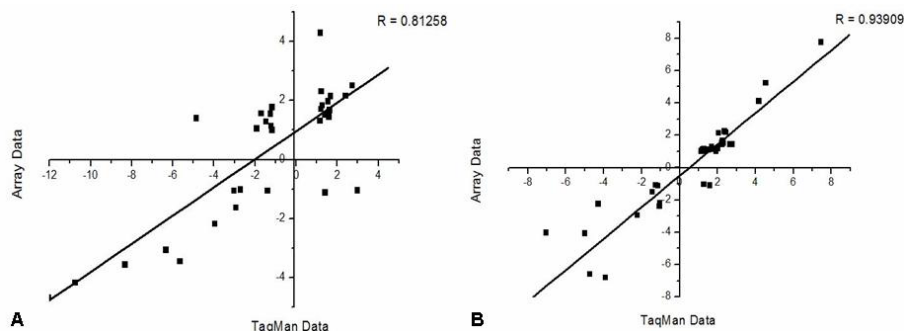 R = 0.81258
4
2
0
-12 -10 -8 -6 -4 -2 0 2 4
-2
-4
Array Data
TaqMan Data
A
R = 0.93909
8
6
4
2
0
-8 -6 -4 -2 0 2 4 6 8
-2
-4
-6
-8
Array Data
TaqMan Data
B